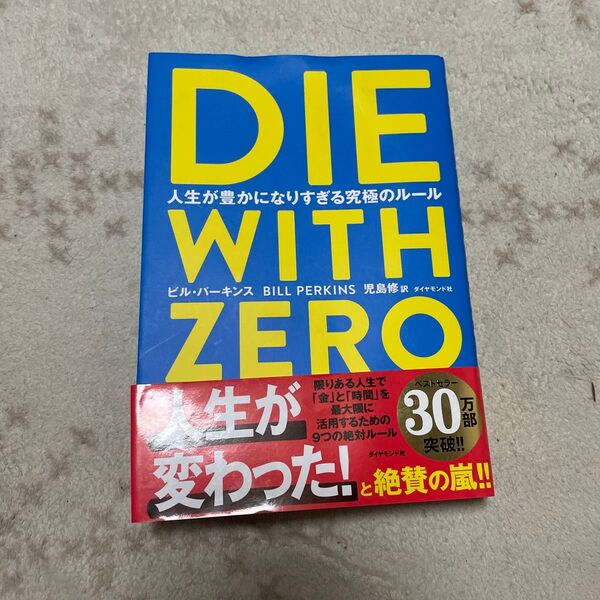 DIE
人生が豊かになりすぎる究極のルール
WITH
ビル・パーキンス BILL PERKINS 児島修 訳 ダイヤモンド社
ZERO
人生が
変わった!
と絶賛の嵐!!
限りある人生で
「金」と「時間」を
最大限に
活用するための
9つの絶対ルール
ベストセラー
30万部
突破!!
ダイヤモンド社